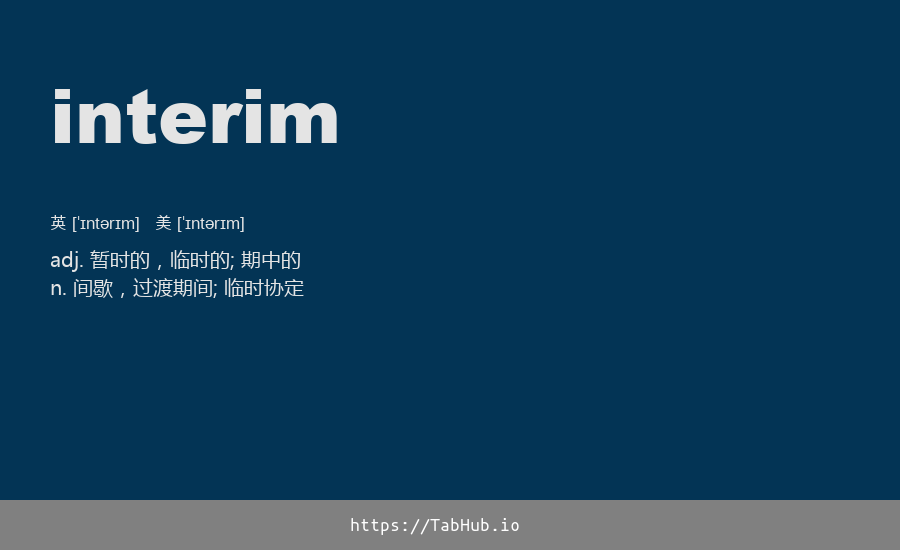 interim
英 [ˈɪntərɪm] 美 [ˈɪntərɪm]
adj. 暂时的，临时的; 期中的
n. 间歇，过渡期间; 临时协定
https://TabHub.io